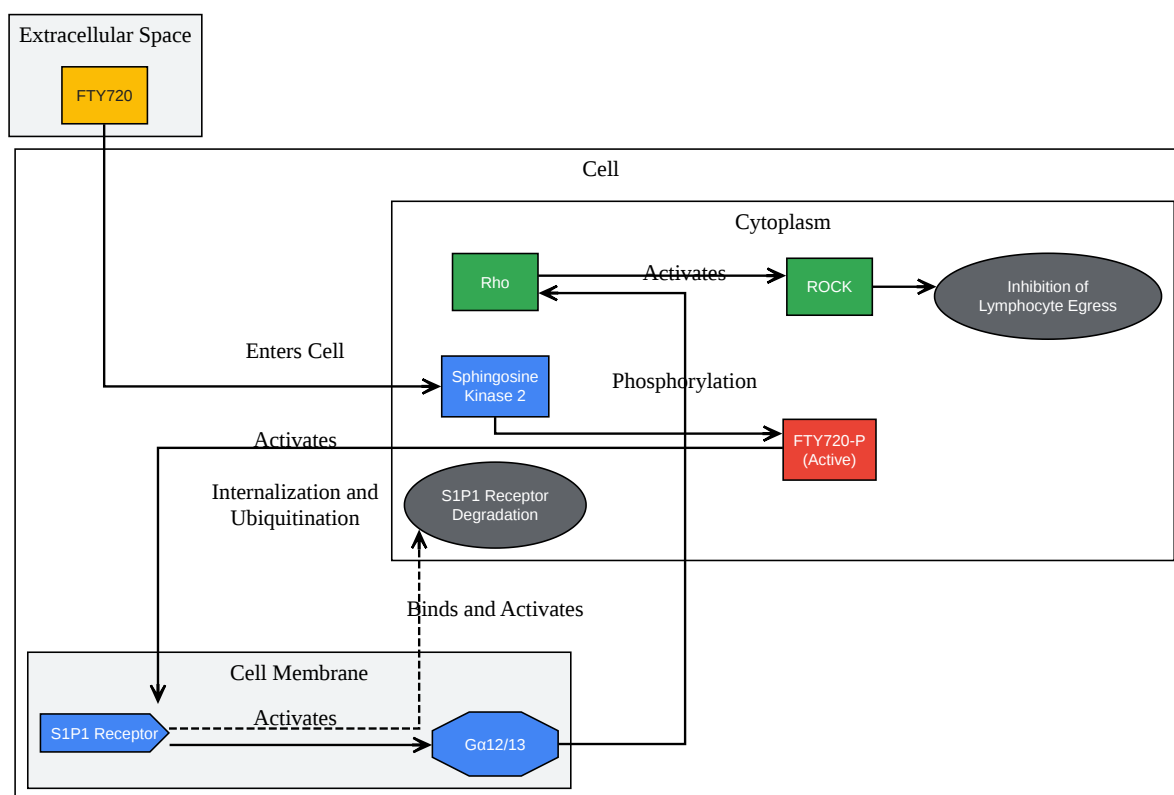 Extracellular Space
FTY720
Cell
Cytoplasm
Rho
Activates
ROCK
Inhibition of
Lymphocyte Egress
Enters Cell
Sphingosine
Kinase 2
Phosphorylation
FTY720-P
(Active)
Activates
Internalization and
Ubiquitination
S1P1 Receptor
Degradation
Binds and Activates
Cell Membrane
S1P1 Receptor
Activates
Gα12/13